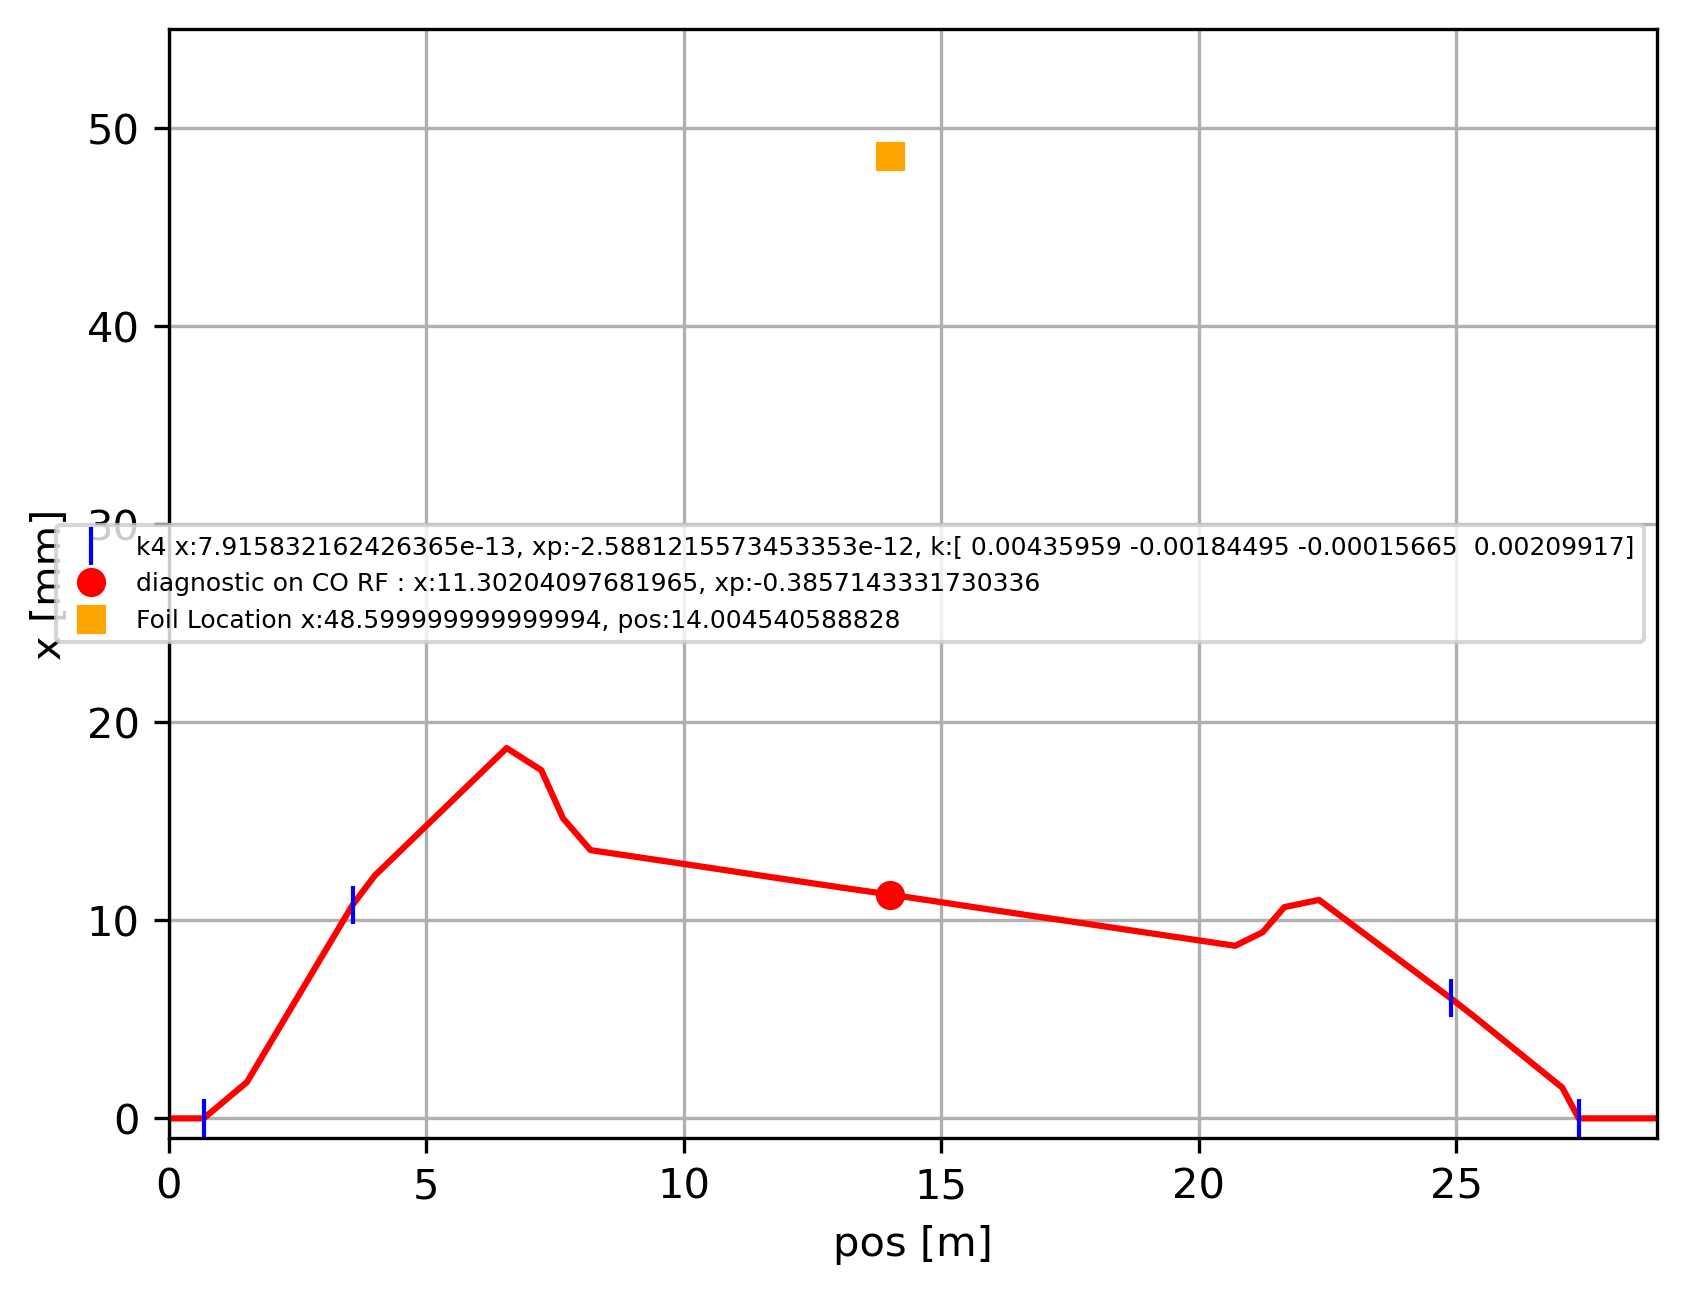 50
40
30
20
10
0
x [mm]
k4 x:7.915832162426365e-13, xp:-2.5881215573453353e-12, k:[ 0.00435959 -0.00184495 -0.00015665  0.00209917]
diagnostic on CO RF : x:11.30204097681965, xp:-0.3857143331730336
Foil Location x:48.599999999999994, pos:14.004540588828
0 5 10 15 20 25
pos [m]